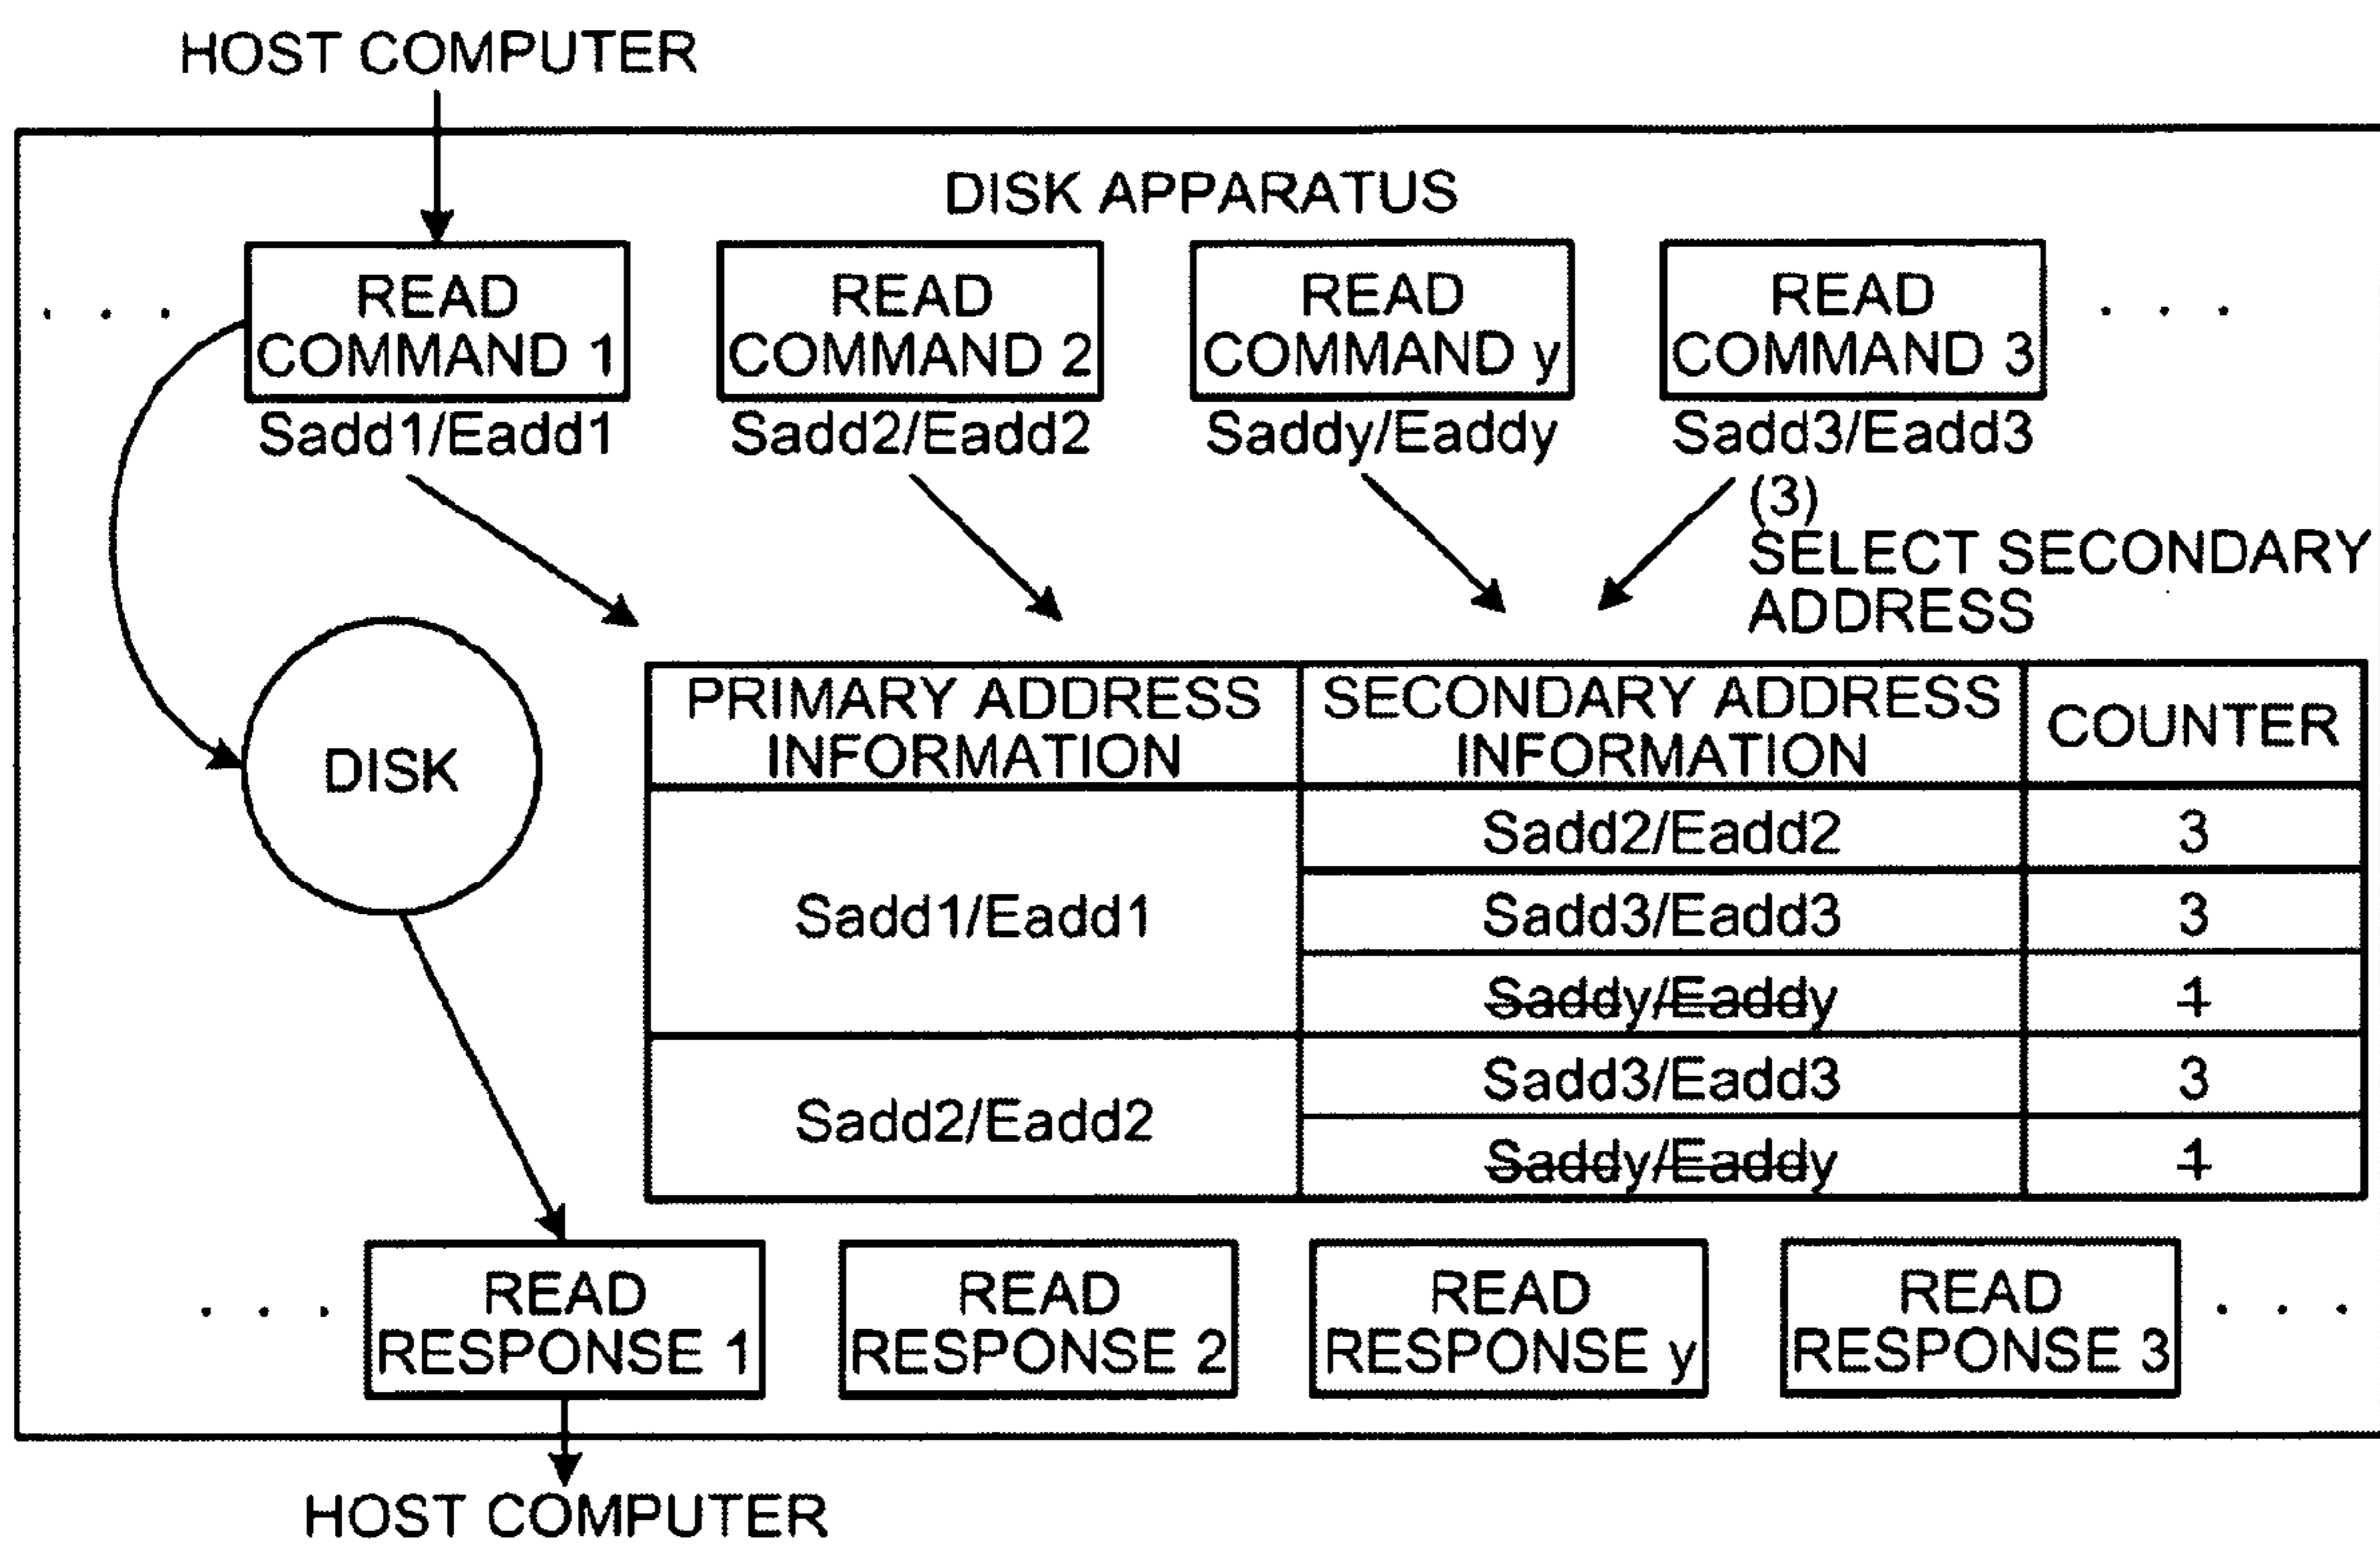 HOST COMPUTER
DISK APPARATUS
. . .
READ
COMMAND 1
READ
COMMAND 2
READ
COMMAND y
READ
COMMAND 3
. . .
Sadd1/Eadd1
Sadd2/Eadd2
Saddy/Eaddy
Sadd3/Eadd3
(3)
SELECT SECONDARY
ADDRESS
DISK
PRIMARY ADDRESS
INFORMATION
SECONDARY ADDRESS
INFORMATION
COUNTER
Sadd1/Eadd1
Sadd2/Eadd2
3
Sadd3/Eadd3
3
Saddy/Eaddy
1
Sadd2/Eadd2
Sadd3/Eadd3
3
Saddy/Eaddy
1
. . .
READ
RESPONSE 1
READ
RESPONSE 2
READ
RESPONSE y
READ
RESPONSE 3
. . .
HOST COMPUTER